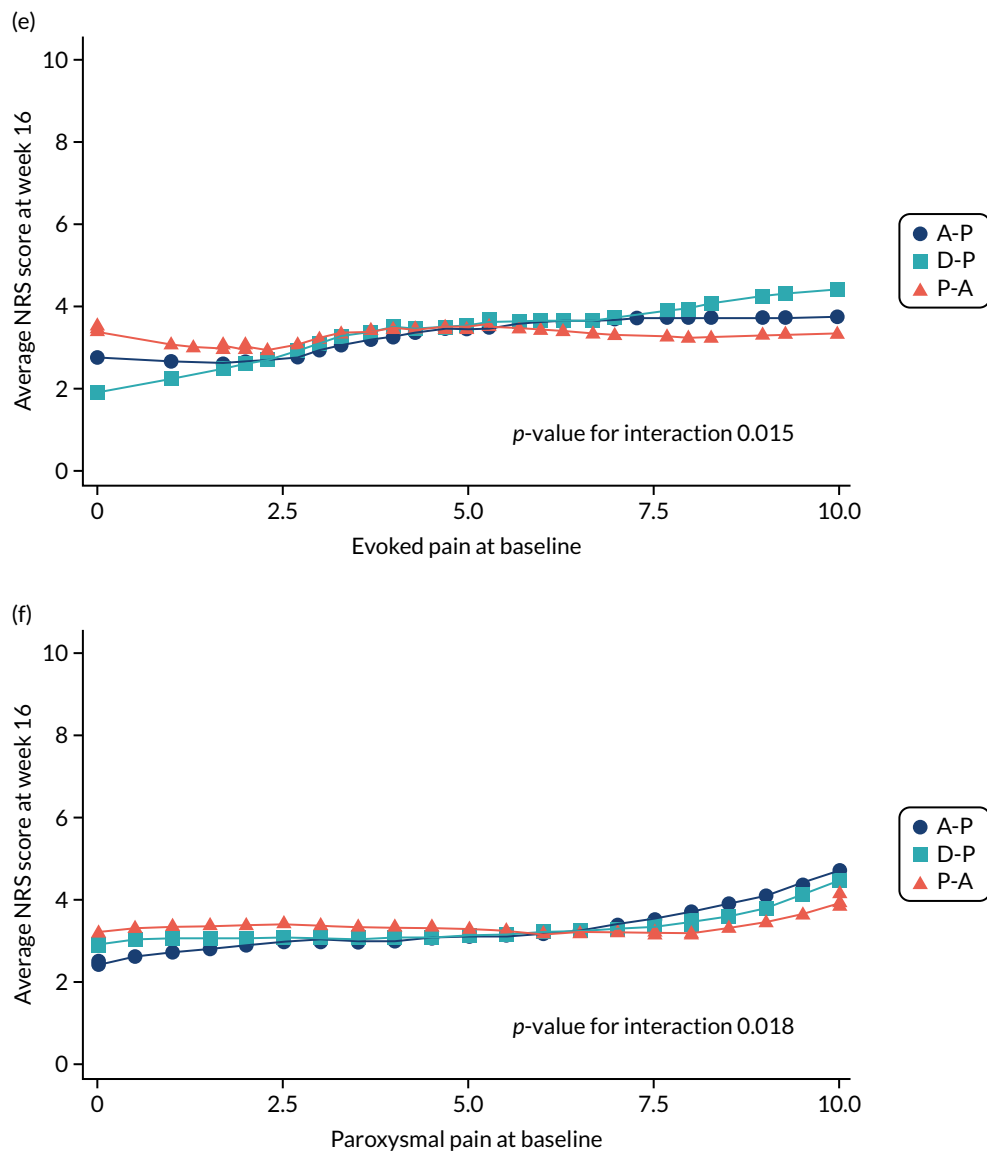 (e)
10
8
6
4
2
0
Average NRS score at week 16
A-P
D-P
P-A
p-value for interaction 0.015
0 2.5 5.0 7.5 10.0
Evoked pain at baseline
(f)
10
8
6
4
2
0
Average NRS score at week 16
A-P
D-P
P-A
p-value for interaction 0.018
0 2.5 5.0 7.5 10.0
Paroxysmal pain at baseline